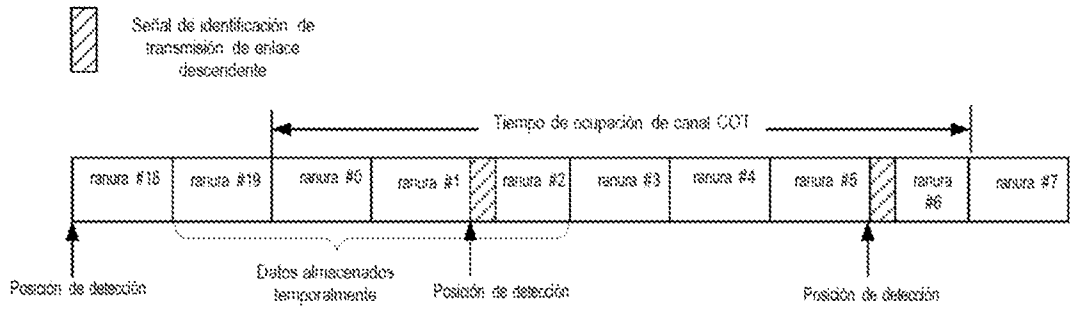 Señal de identificación de
transmisión de enlace
descendente
Tiempo de ocupación de canal COT
ranura #18
ranura #19
ranura #0
ranura #1
ranura #2
ranura #3
ranura #4
ranura #5
ranura
#6
ranura #7
Posición de detección
Datos almacenados
temporalmente
Posición de detección
Posición de detección